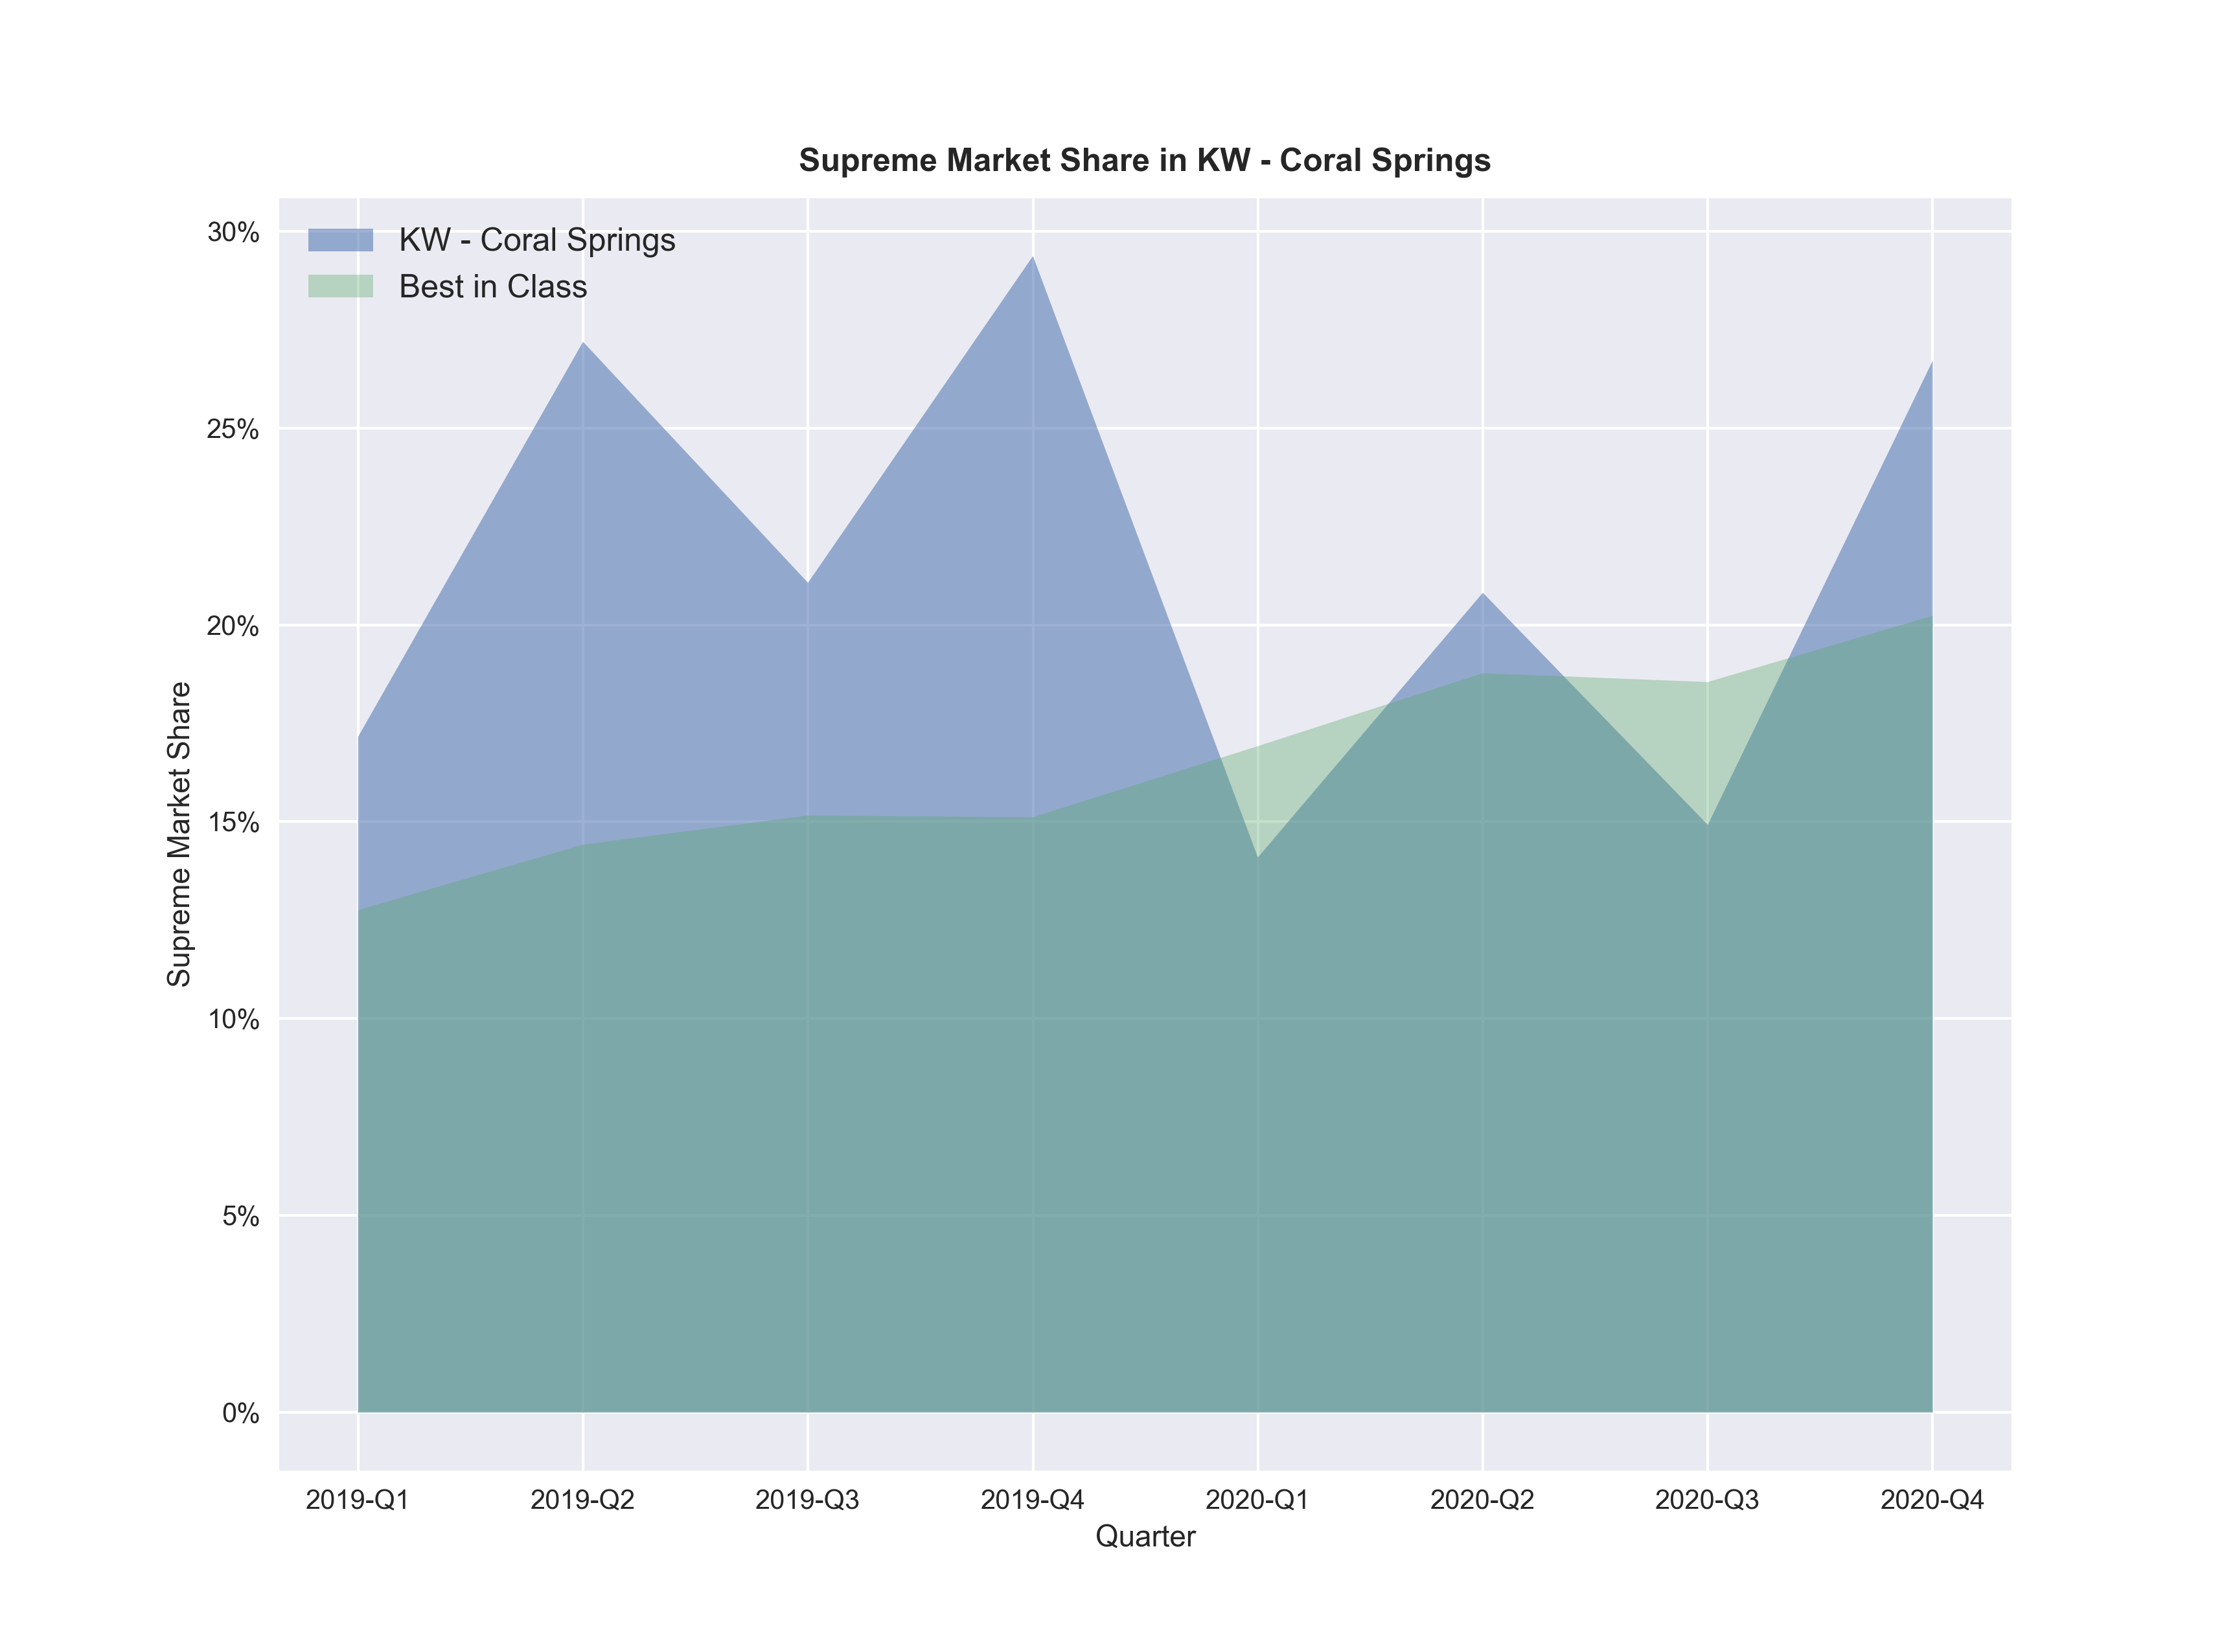 Supreme Market Share in KW - Coral Springs
KW - Coral Springs
Best in Class
30%
25%
20%
15%
10%
5%
0%
Supreme Market Share
2019-Q1 2019-Q2 2019-Q3 2019-Q4 2020-Q1 2020-Q2 2020-Q3 2020-Q4
Quarter